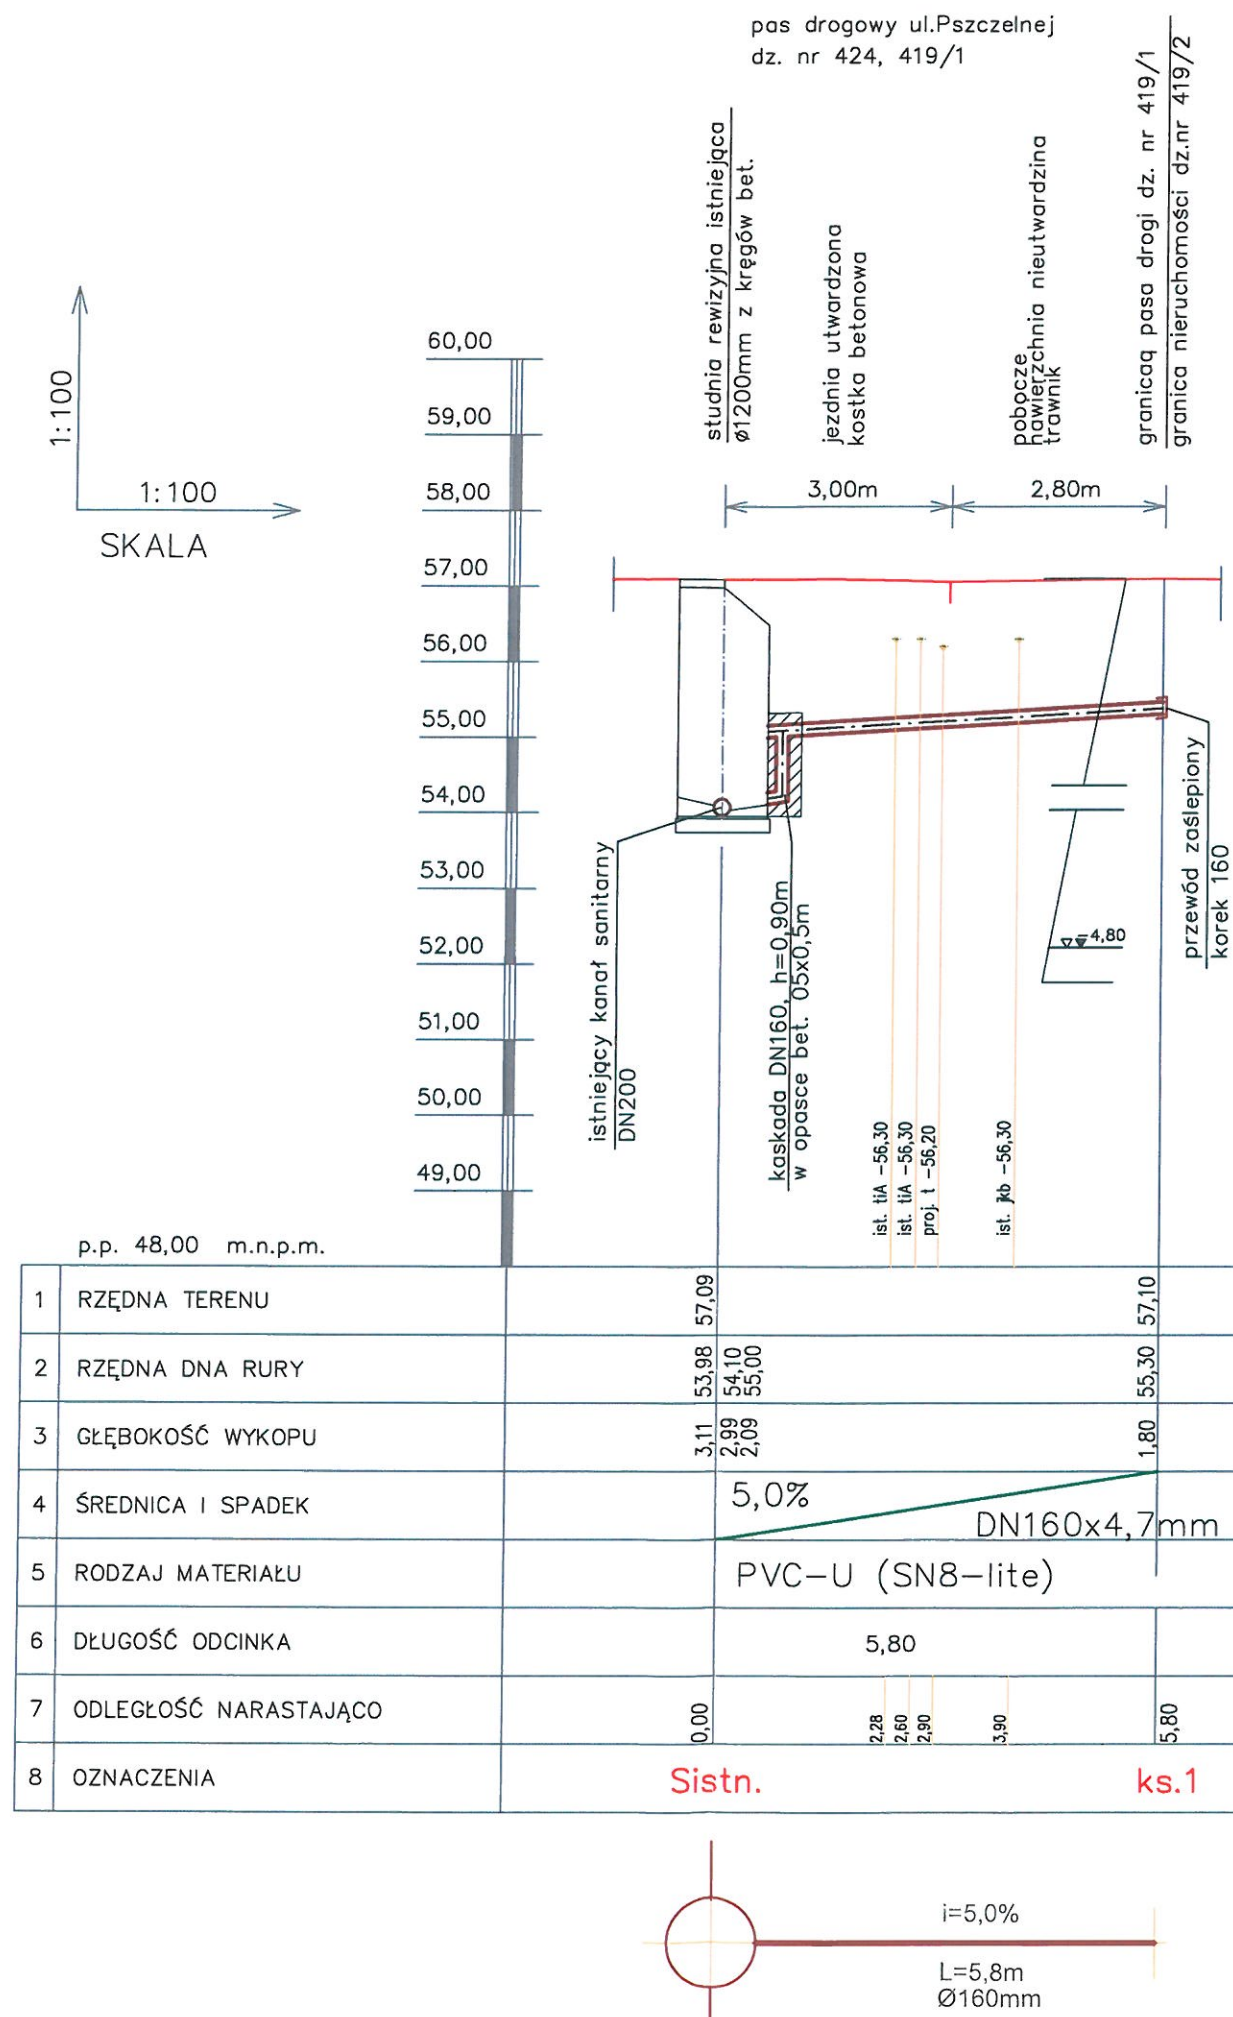 pas drogowy ul.Pszczelnej
dz. nr 424, 419/1
studnia rewizyjna istniejąca
ø1200mm z kręgów bet.
jezdnia utwardzona
kostka betonowa
pobocze
nawierzchnia nieutwardzina
trawnik
granicaq pasa drogi dz. nr 419/1
granica nieruchomości dz.nr 419/2
1:100
1:100
SKALA
60,00
59,00
58,00
57,00
56,00
55,00
54,00
53,00
52,00
51,00
50,00
49,00
3,00m
2,80m
istniejący kanał sanitarny
DN200
kaskada DN160, h=0,90m
w opasce bet. 05x0,5m
ist. tiA -56,30
ist. tiA -56,30
proj. t -56,20
ist. jkb -56,30
-4,80
przewód zaślepiony
korek 160
p.p. 48,00 m.n.p.m.
1 RZĘDNA TERENU 57,09 57,10
2 RZĘDNA DNA RURY 53,98 54,10 55,00 55,30
3 GŁĘBOKOŚĆ WYKOPU 3,11 2,99 2,09 1,80
4 ŚREDNICA I SPADEK 5,0% DN160x4,7mm
5 RODZAJ MATERIAŁU PVC-U (SN8-lite)
6 DŁUGOŚĆ ODCINKA 5,80
7 ODLEGŁOŚĆ NARASTAJĄCO 0,00 2,28 2,60 2,90 3,90 5,80
8 OZNACZENIA Sistn. ks.1
i=5,0%
L=5,8m
Ø160mm